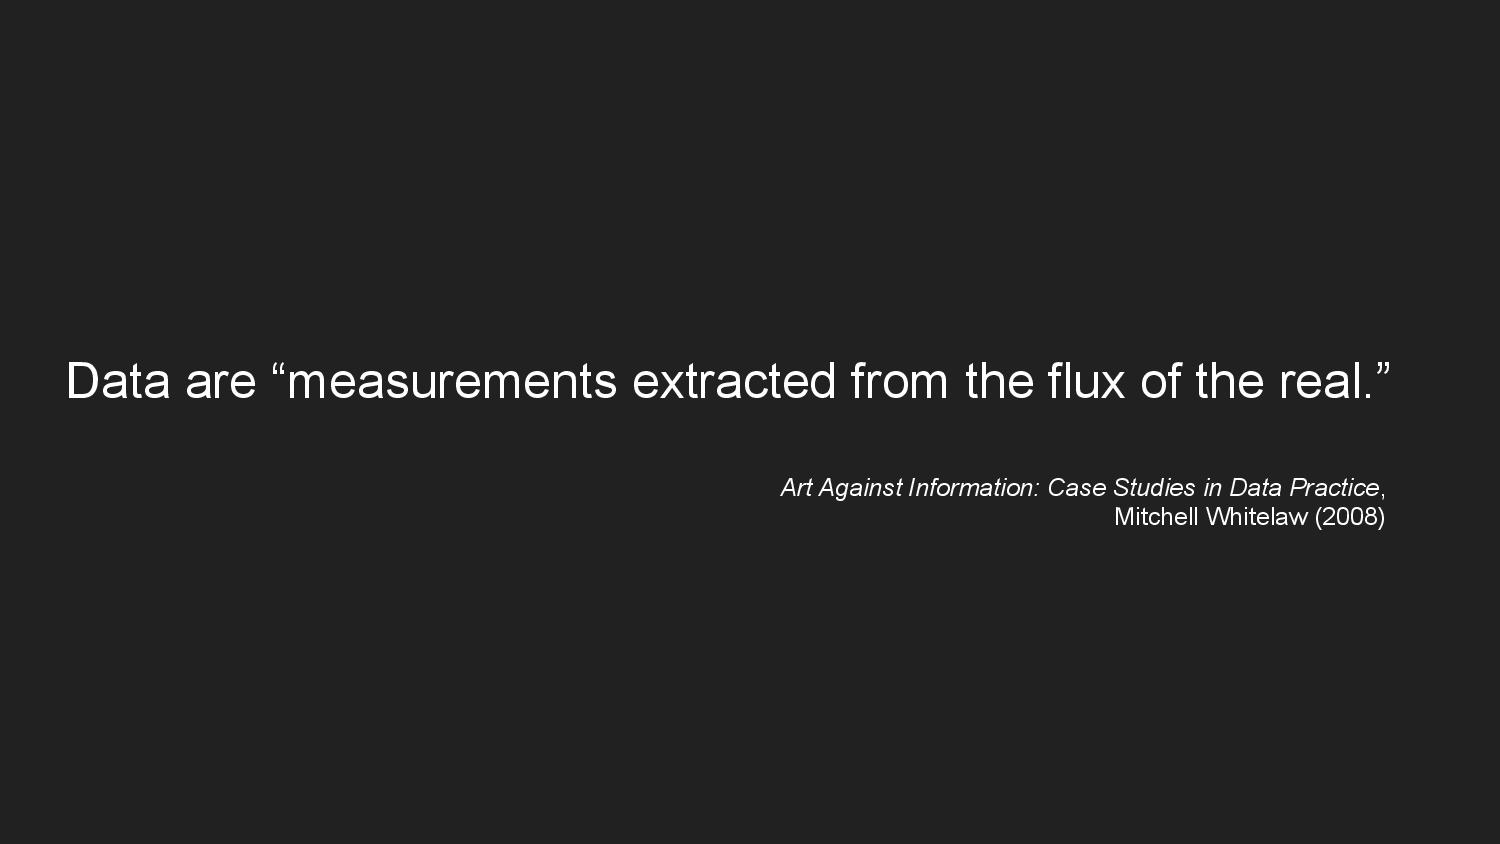 Data are “measurements extracted from the flux of the real.”
Art Against Information: Case Studies in Data Practice,
Mitchell Whitelaw (2008)